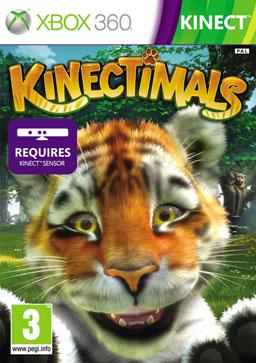 XBOX 360
KINECT
PAL
KINECTIMALS
REQUIRES
KINECT™ SENSOR
3
www.pegi.info